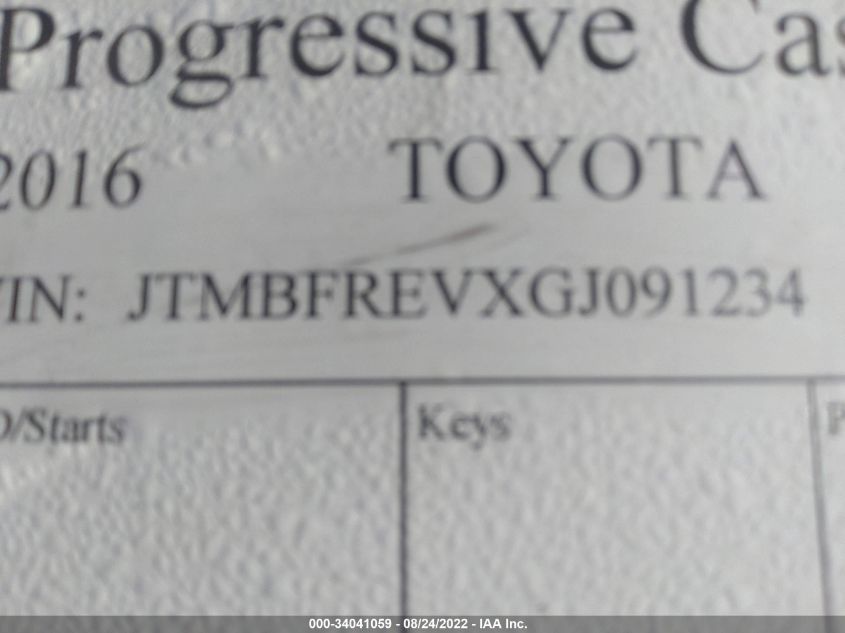 Progressive Cas
2016 TOYOTA
VIN: JTMBFREVXGJ091234
D/Starts Keys P
000-34041059 - 08/24/2022 - IAA Inc.